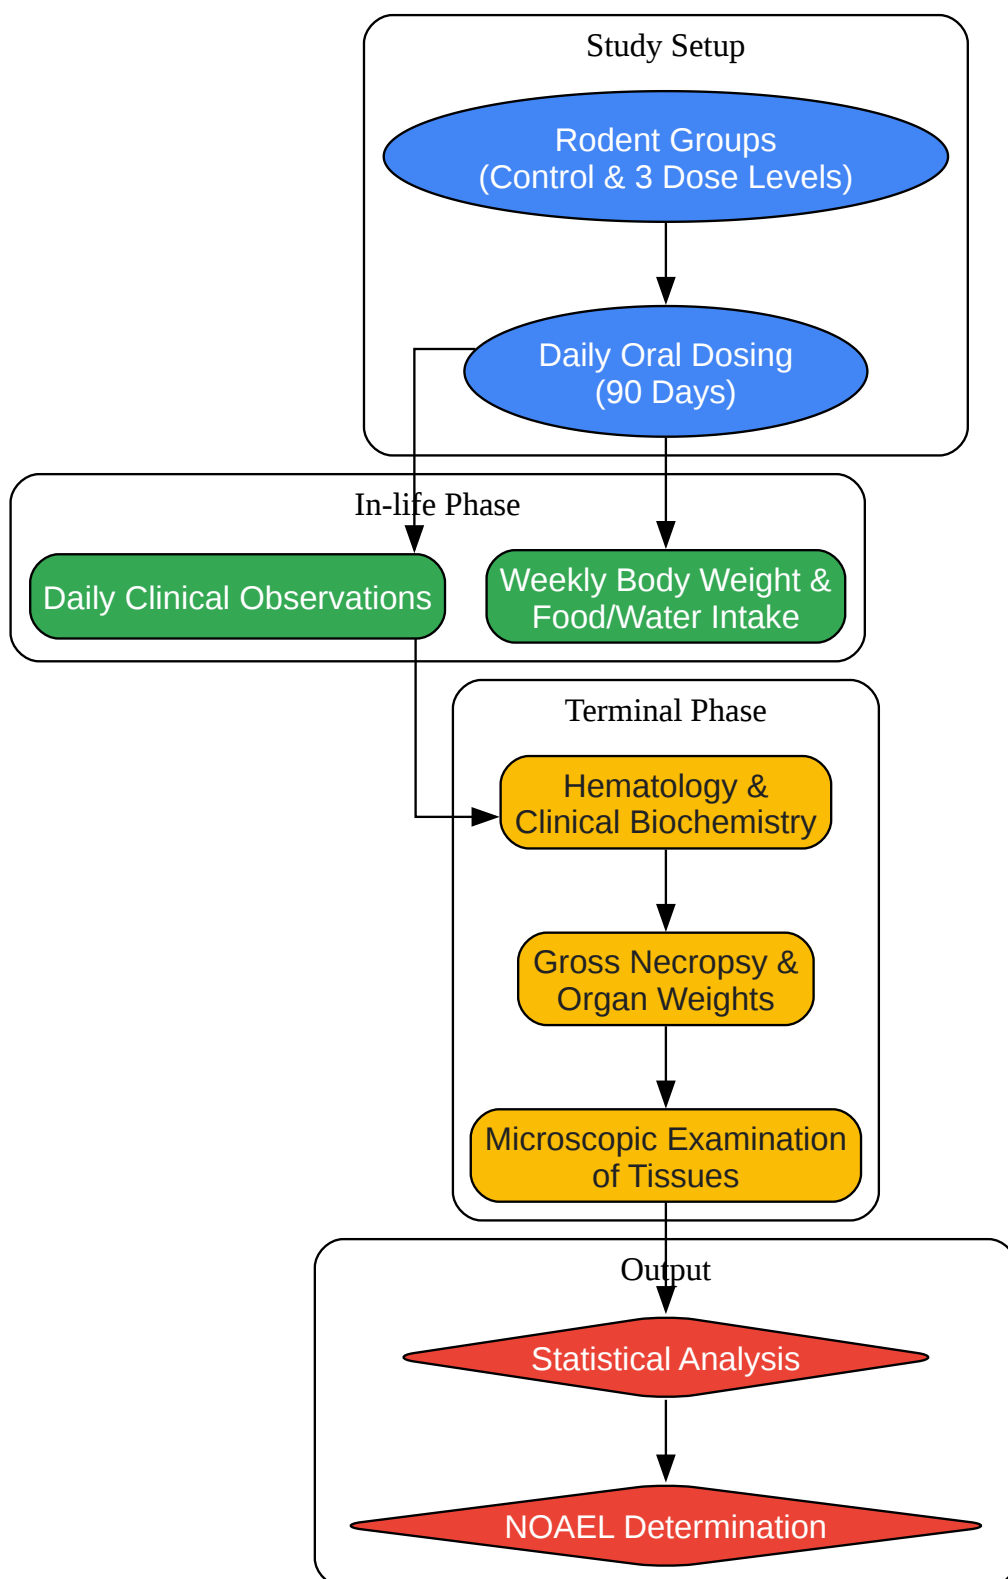 Study Setup
Rodent Groups
(Control & 3 Dose Levels)
Daily Oral Dosing
(90 Days)
In-life Phase
Daily Clinical Observations
Weekly Body Weight &
Food/Water Intake
Terminal Phase
Hematology &
Clinical Biochemistry
Gross Necropsy &
Organ Weights
Microscopic Examination
of Tissues
Output
Statistical Analysis
NOAEL Determination